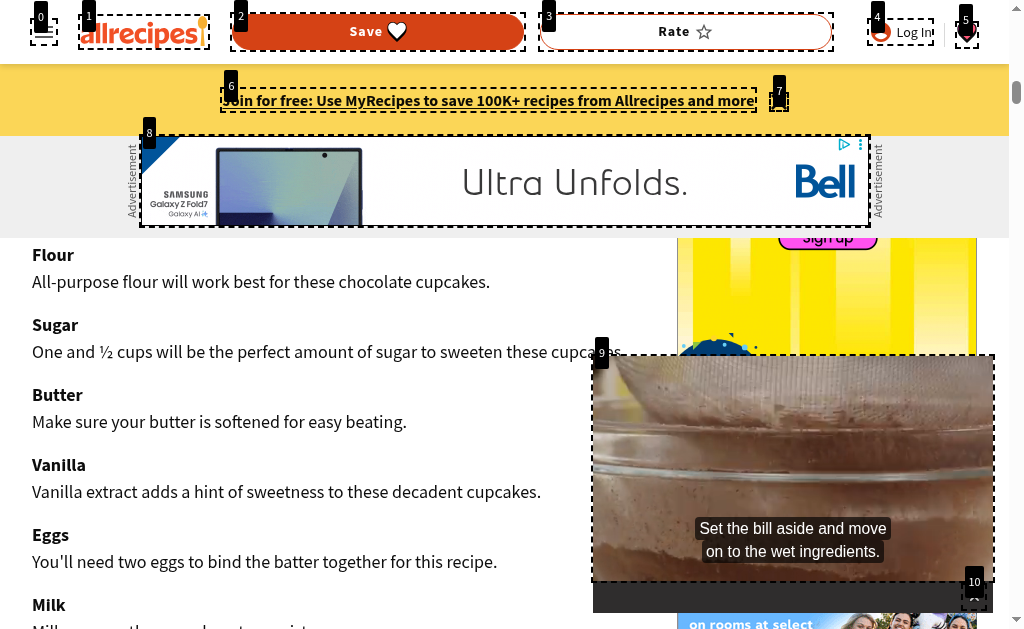 0
1
2
3
4
5
allrecipes
Save
Rate
Log In
6
7
Join for free: Use MyRecipes to save 100K+ recipes from Allrecipes and more
8
Advertisement
SAMSUNG
Galaxy Z Fold7
Galaxy AI
Ultra Unfolds.
Bell
Advertisement
sign up
Flour
All-purpose flour will work best for these chocolate cupcakes.
Sugar
One and ½ cups will be the perfect amount of sugar to sweeten these cupcakes.
9
Butter
Make sure your butter is softened for easy beating.
Vanilla
Vanilla extract adds a hint of sweetness to these decadent cupcakes.
Set the bill aside and move
on to the wet ingredients.
Eggs
You'll need two eggs to bind the batter together for this recipe.
10
Milk
on rooms at select